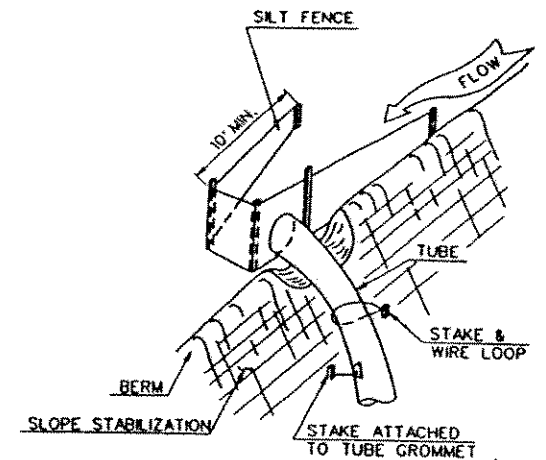 SILT FENCE
FLOW
10' MIN.
TUBE
STAKE &
WIRE LOOP
BERM
SLOPE STABILIZATION
STAKE ATTACHED
TO TUBE GROMMET